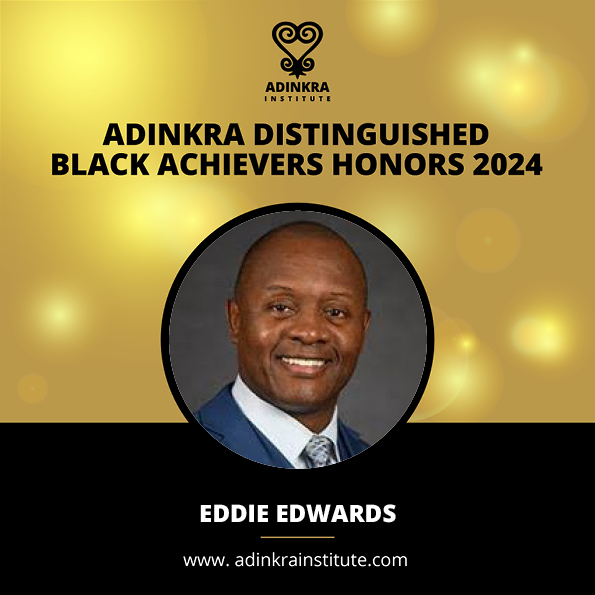 ADINKRA
INSTITUTE
ADINKRA DISTINGUISHED
BLACK ACHIEVERS HONORS 2024
EDDIE EDWARDS
www. adinkrainstitute.com